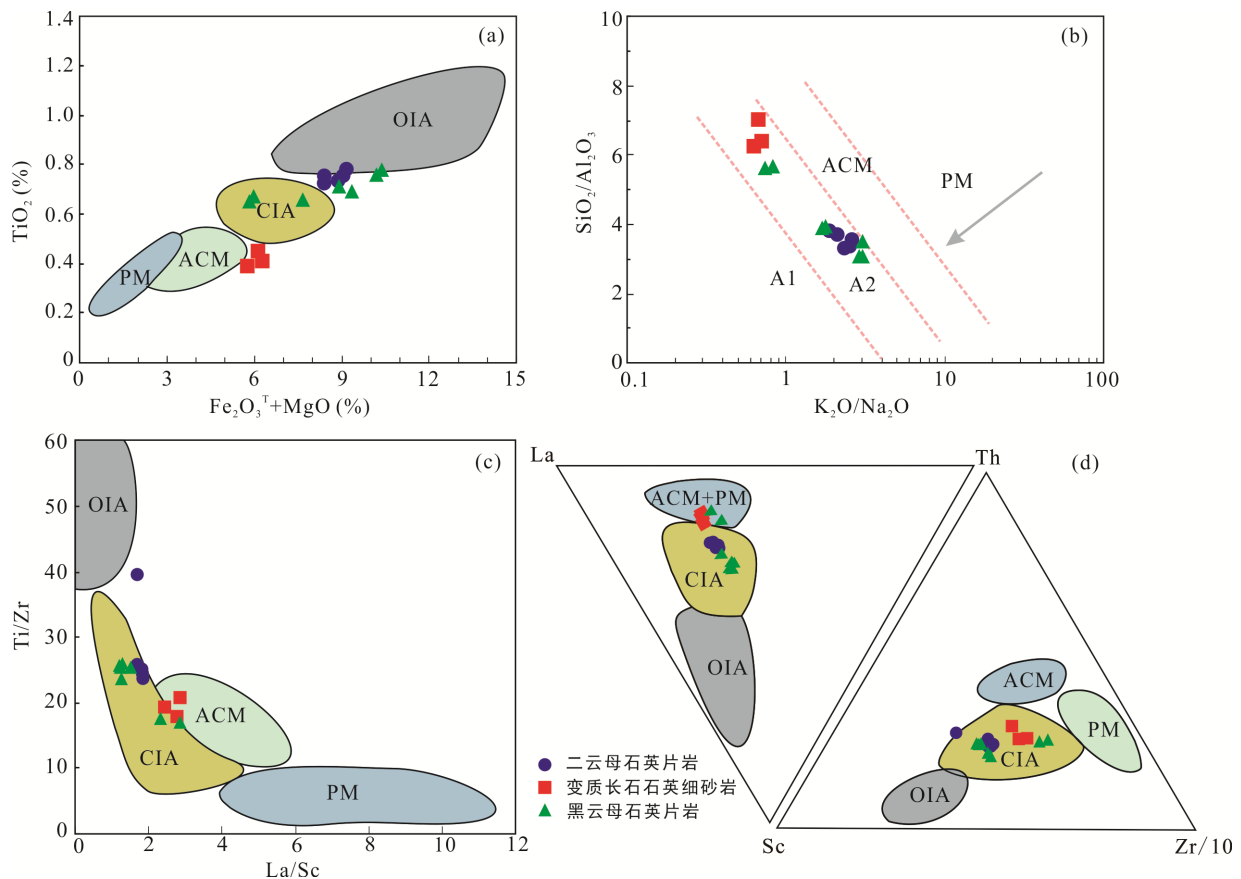 (a)
1.4
1.2
1.0
0.8
0.6
0.4
0.2
0
TiO₂ (%)
OIA
CIA
ACM
PM
0 3 6 9 12 15
Fe₂O₃ᵀ+MgO (%)
(b)
10
8
6
4
2
0
SiO₂/Al₂O₃
ACM
PM
A1
A2
0.1 1 10 100
K₂O/Na₂O
(c)
60
50
40
30
20
10
0
Ti/Zr
OIA
ACM
CIA
PM
0 2 4 6 8 10 12
La/Sc
(d)
La
Th
ACM+PM
CIA
OIA
Sc
ACM
PM
CIA
OIA
Zr/10
二云母石英片岩
变质长石石英细砂岩
黑云母石英片岩